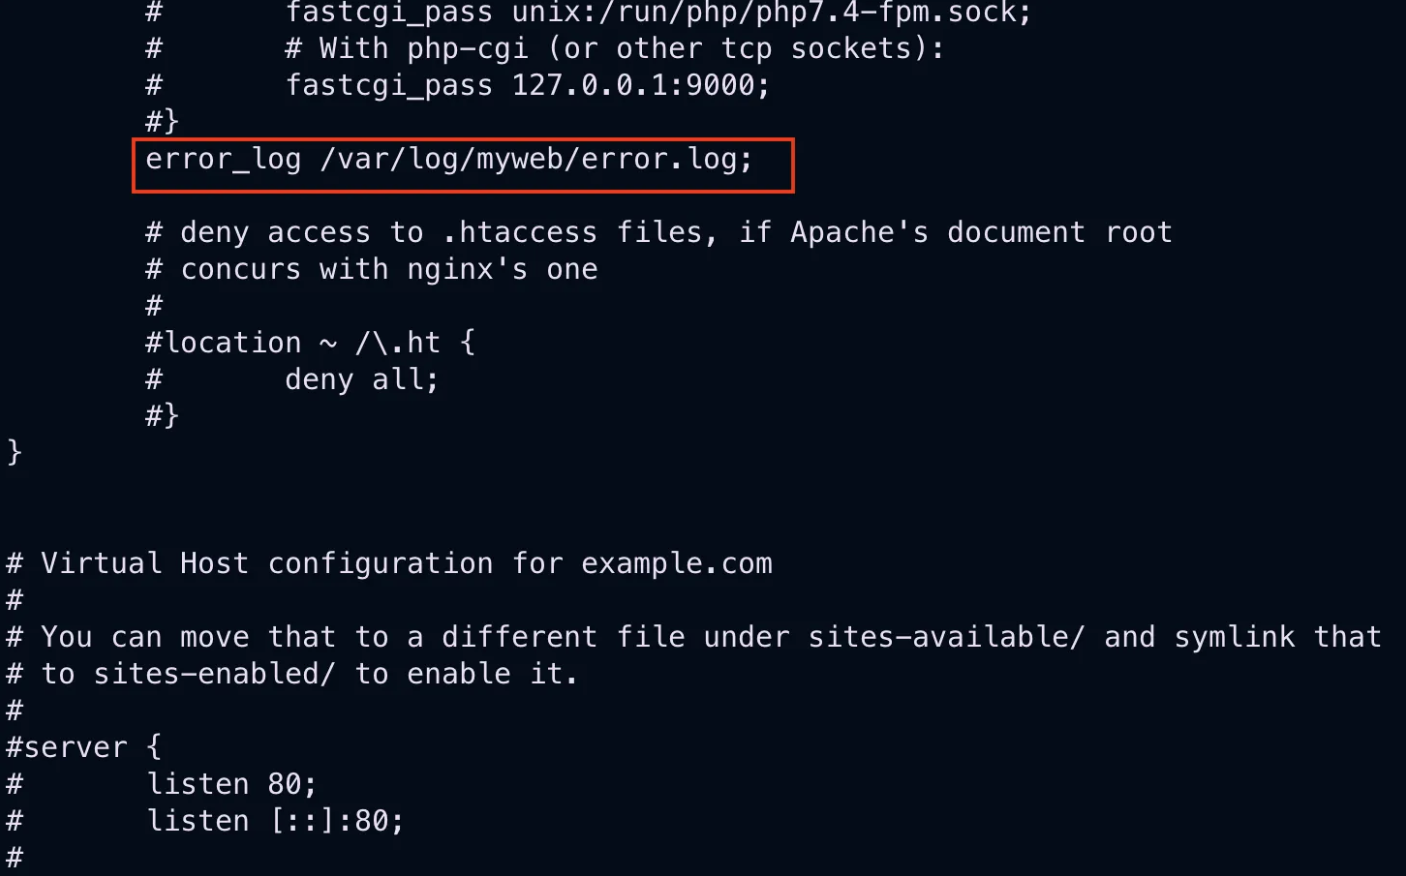 #       fastcgi_pass unix:/run/php/php7.4-fpm.sock;
#       # With php-cgi (or other tcp sockets):
#       fastcgi_pass 127.0.0.1:9000;
#}
error_log /var/log/myweb/error.log;
# deny access to .htaccess files, if Apache's document root
# concurs with nginx's one
#
#location ~ /\.ht {
#       deny all;
#}
}
# Virtual Host configuration for example.com
#
# You can move that to a different file under sites-available/ and symlink that
# to sites-enabled/ to enable it.
#
#server {
#       listen 80;
#       listen [::]:80;
#